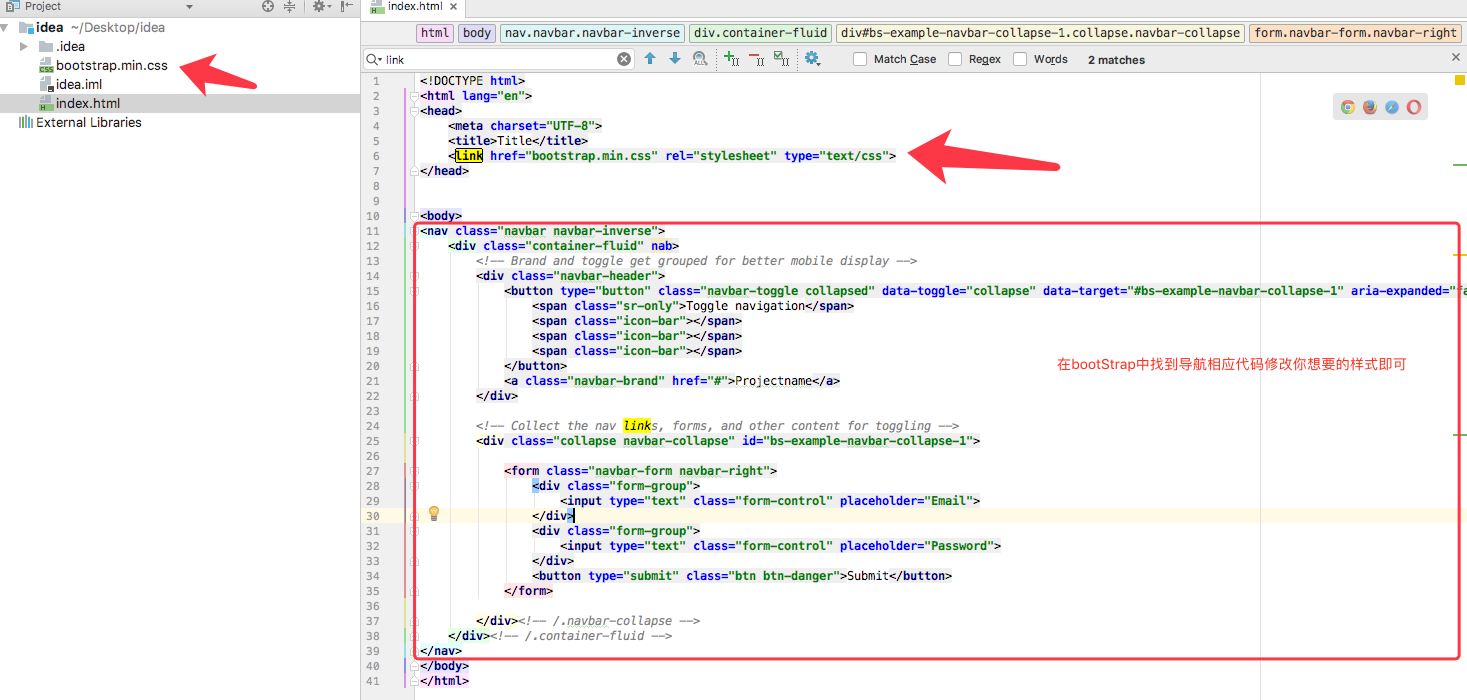 Project
index.html
idea ~/Desktop/idea
.idea
bootstrap.min.css
idea.iml
index.html
External Libraries
html body nav.navbar.navbar-inverse div.container-fluid div#bs-example-navbar-collapse-1.collapse.navbar-collapse form.navbar-form.navbar-right
link Match Case Regex Words 2 matches
1 <!DOCTYPE html>
2 <html lang="en">
3 <head>
4 <meta charset="UTF-8">
5 <title>Title</title>
6 <link href="bootstrap.min.css" rel="stylesheet" type="text/css">
7 </head>
8
9
10 <body>
11 <nav class="navbar navbar-inverse">
12 <div class="container-fluid" nab>
13 <!-- Brand and toggle get grouped for better mobile display -->
14 <div class="navbar-header">
15 <button type="button" class="navbar-toggle collapsed" data-toggle="collapse" data-target="#bs-example-navbar-collapse-1" aria-expanded="fa
16 <span class="sr-only">Toggle navigation</span>
17 <span class="icon-bar"></span>
18 <span class="icon-bar"></span>
19 <span class="icon-bar"></span>
20 </button>
21 <a class="navbar-brand" href="#">Projectname</a>
22 </div>
23
24 <!-- Collect the nav links, forms, and other content for toggling -->
25 <div class="collapse navbar-collapse" id="bs-example-navbar-collapse-1">
26
27 <form class="navbar-form navbar-right">
28 <div class="form-group">
29 <input type="text" class="form-control" placeholder="Email">
30 </div>
31 <div class="form-group">
32 <input type="text" class="form-control" placeholder="Password">
33 </div>
34 <button type="submit" class="btn btn-danger">Submit</button>
35 </form>
36
37 </div><!-- /.navbar-collapse -->
38 </div><!-- /.container-fluid -->
39 </nav>
40 </body>
41 </html>
在bootStrap中找到导航相应代码修改你想要的样式即可